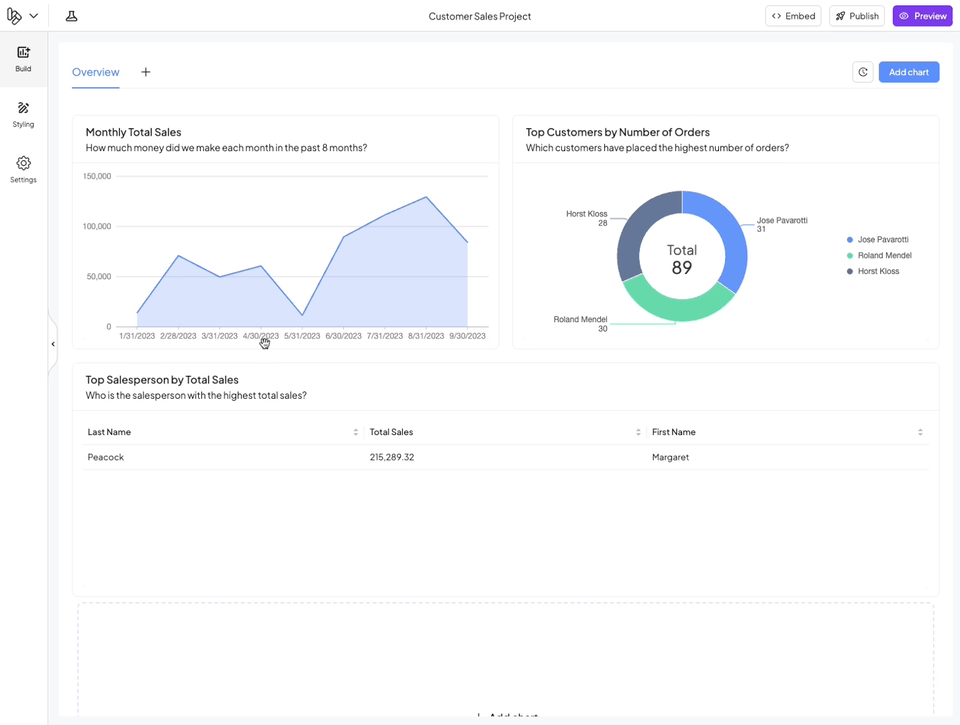 Customer Sales Project
Embed
Publish
Preview
Build
Styling
Settings
Overview
Add chart
Monthly Total Sales
How much money did we make each month in the past 8 months?
150,000
100,000
50,000
0
1/31/2023 2/28/2023 3/31/2023 4/30/2023 5/31/2023 6/30/2023 7/31/2023 8/31/2023 9/30/2023
Top Customers by Number of Orders
Which customers have placed the highest number of orders?
Horst Kloss
28
Jose Pavarotti
31
Total
89
Roland Mendel
30
Jose Pavarotti
Roland Mendel
Horst Kloss
Top Salesperson by Total Sales
Who is the salesperson with the highest total sales?
Last Name Total Sales First Name
Peacock 215,289.32 Margaret
Add chart